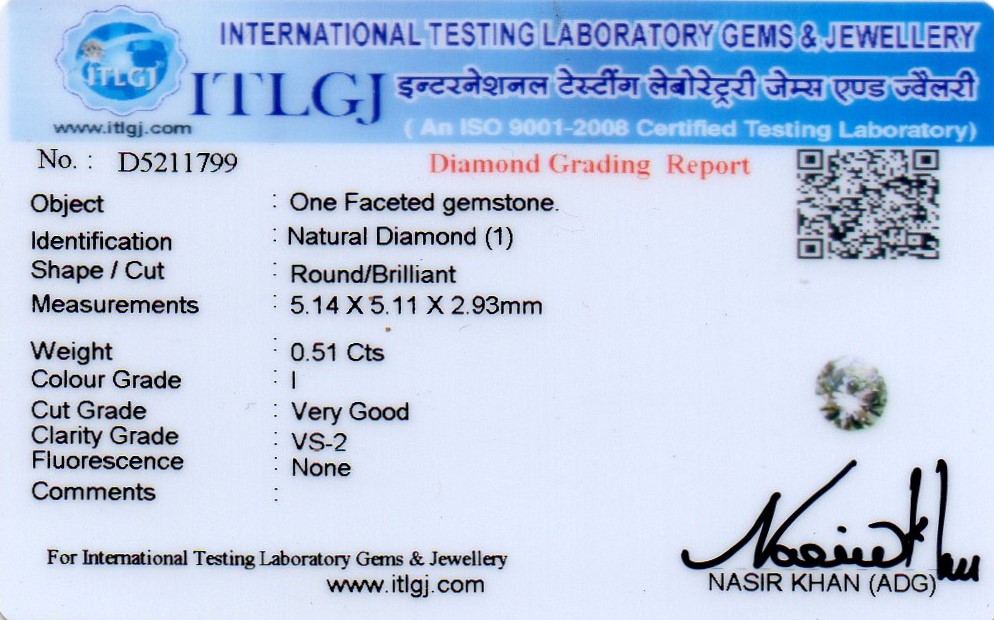 INTERNATIONAL TESTING LABORATORY GEMS & JEWELLERY
ITLGJ
ITLGJ
इन्टरनेशनल टेस्टींग लेबोरेट्ररी जेम्स एण्ड ज्वैलरी
www.itlgj.com
( An ISO 9001-2008 Certified Testing Laboratory)
No. : D5211799
Diamond Grading Report
Object : One Faceted gemstone.
Identification : Natural Diamond (1)
Shape / Cut : Round/Brilliant
Measurements : 5.14 X 5.11 X 2.93mm
Weight : 0.51 Cts
Colour Grade : I
Cut Grade : Very Good
Clarity Grade : VS-2
Fluorescence : None
Comments :
For International Testing Laboratory Gems & Jewellery
www.itlgj.com
NASIR KHAN (ADG)